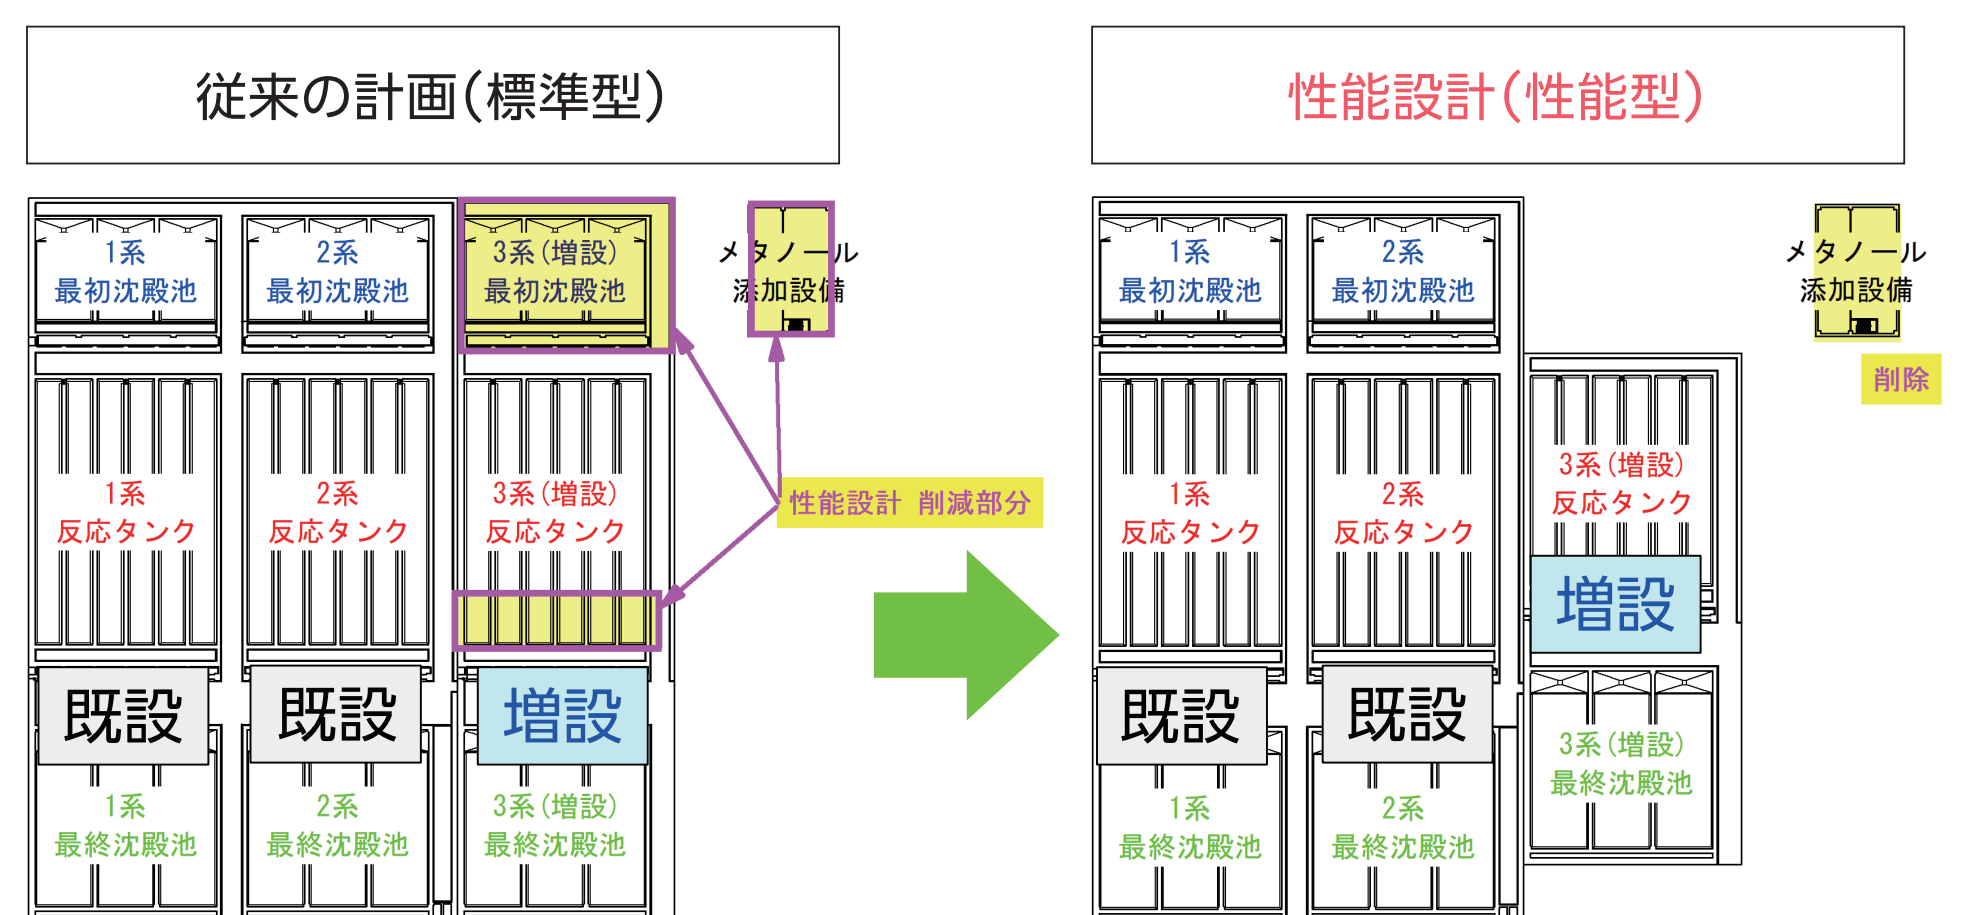 従来の計画(標準型)
1系
最初沈殿池
2系
最初沈殿池
3系(増設)
最初沈殿池
メタノール
添加設備
1系
反応タンク
2系
反応タンク
3系(増設)
反応タンク
性能設計 削減部分
既設
既設
増設
1系
最終沈殿池
2系
最終沈殿池
3系(増設)
最終沈殿池
性能設計(性能型)
1系
最初沈殿池
2系
最初沈殿池
メタノール
添加設備
削除
1系
反応タンク
2系
反応タンク
3系(増設)
反応タンク
増設
既設
既設
1系
最終沈殿池
2系
最終沈殿池
3系(増設)
最終沈殿池